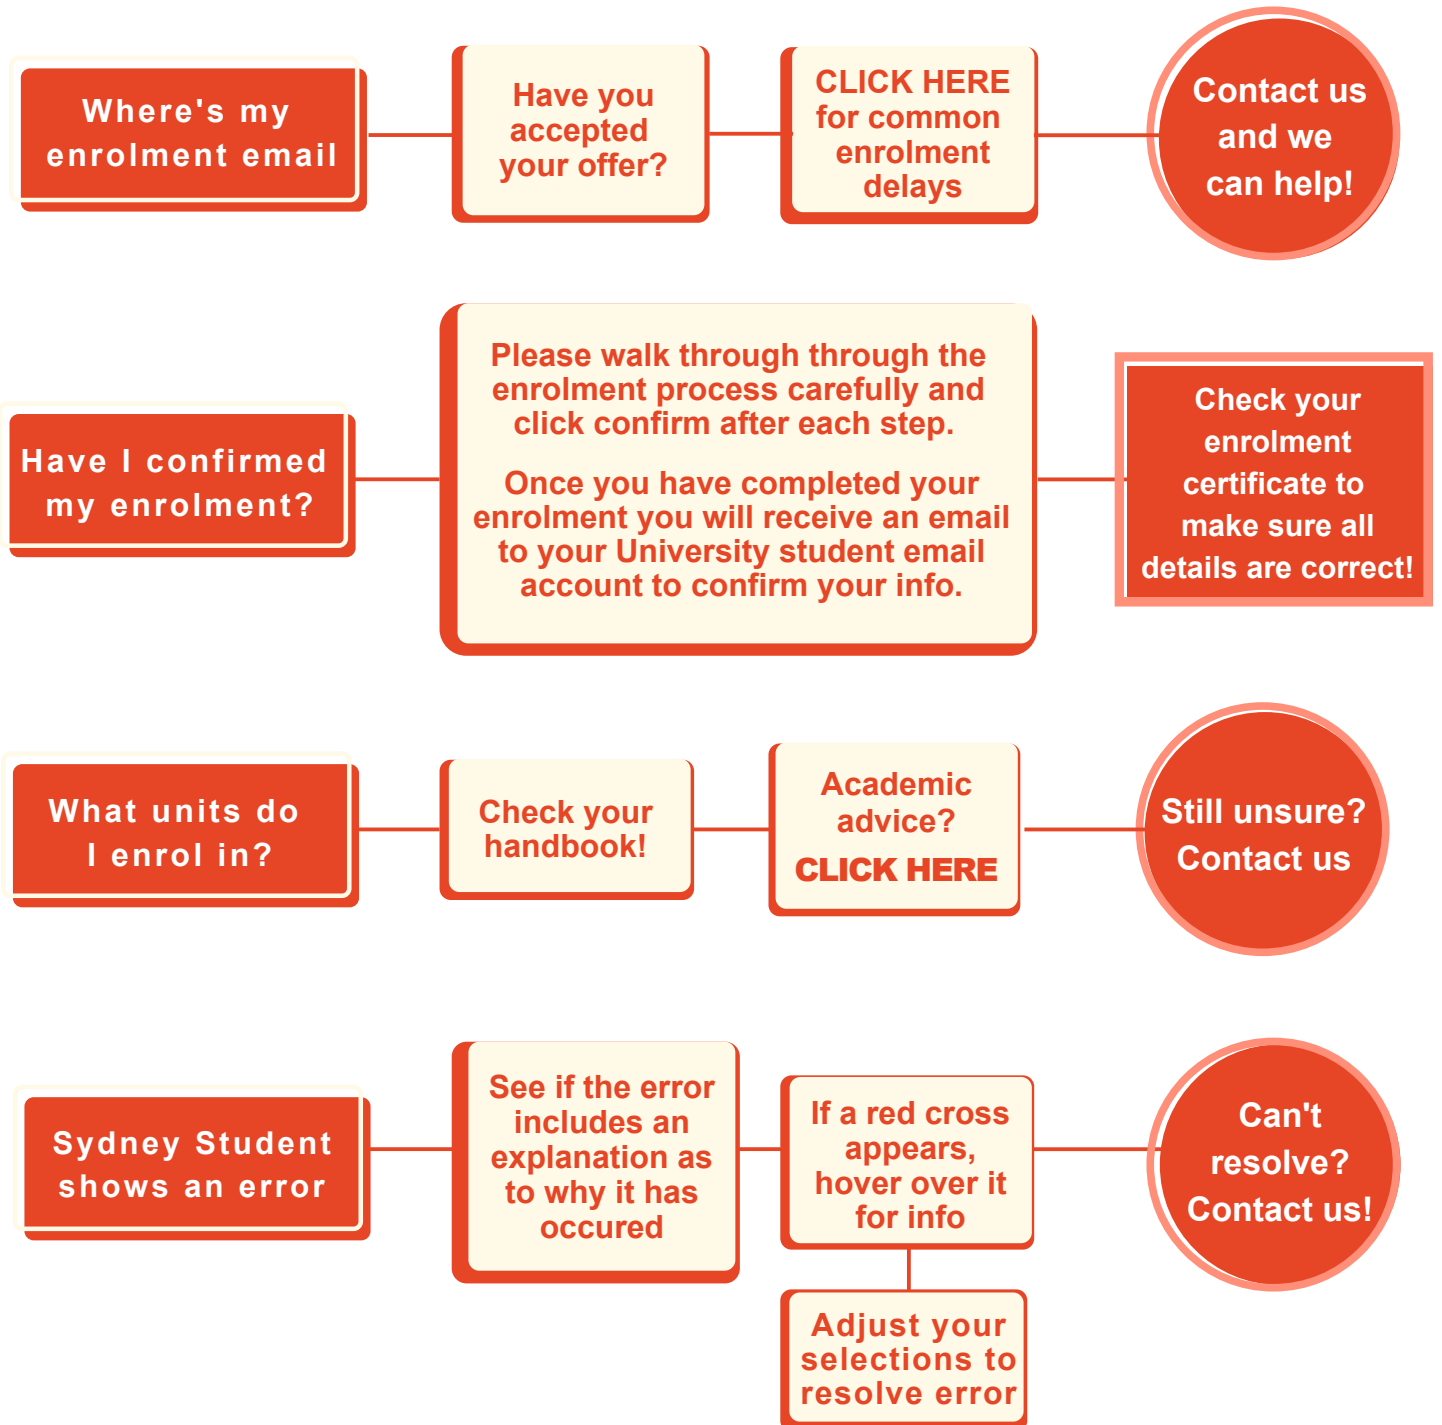 Where's my
enrolment email
Have you
accepted
your offer?
CLICK HERE
for common
enrolment
delays
Contact us
and we
can help!
Have I confirmed
my enrolment?
Please walk through through the
enrolment process carefully and
click confirm after each step.
Once you have completed your
enrolment you will receive an email
to your University student email
account to confirm your info.
Check your
enrolment
certificate to
make sure all
details are correct!
What units do
I enrol in?
Check your
handbook!
Academic
advice?
CLICK HERE
Still unsure?
Contact us
Sydney Student
shows an error
See if the error
includes an
explanation as
to why it has
occured
If a red cross
appears,
hover over it
for info
Adjust your
selections to
resolve error
Can't
resolve?
Contact us!